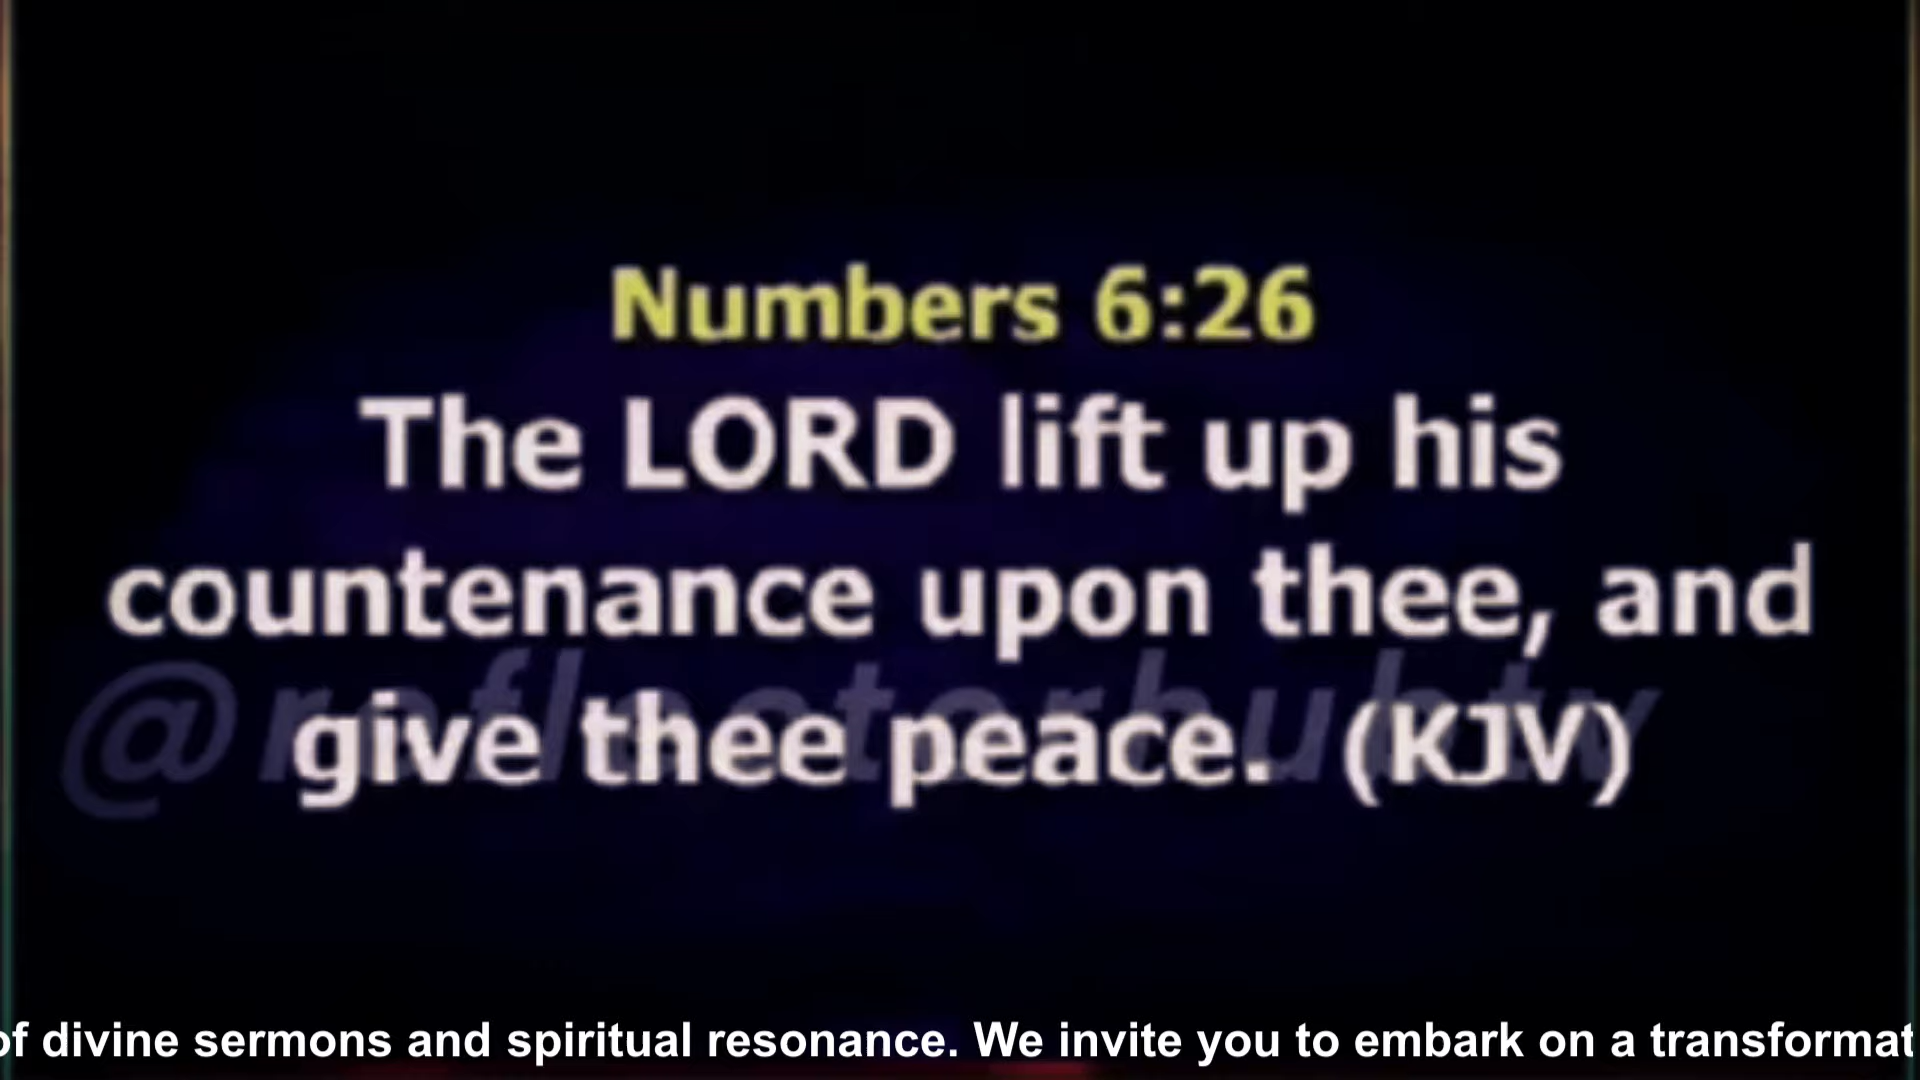 Numbers 6:26
The LORD lift up his
countenance upon thee, and
@reflectorhubtv
give thee peace. (KJV)
of divine sermons and spiritual resonance. We invite you to embark on a transformat